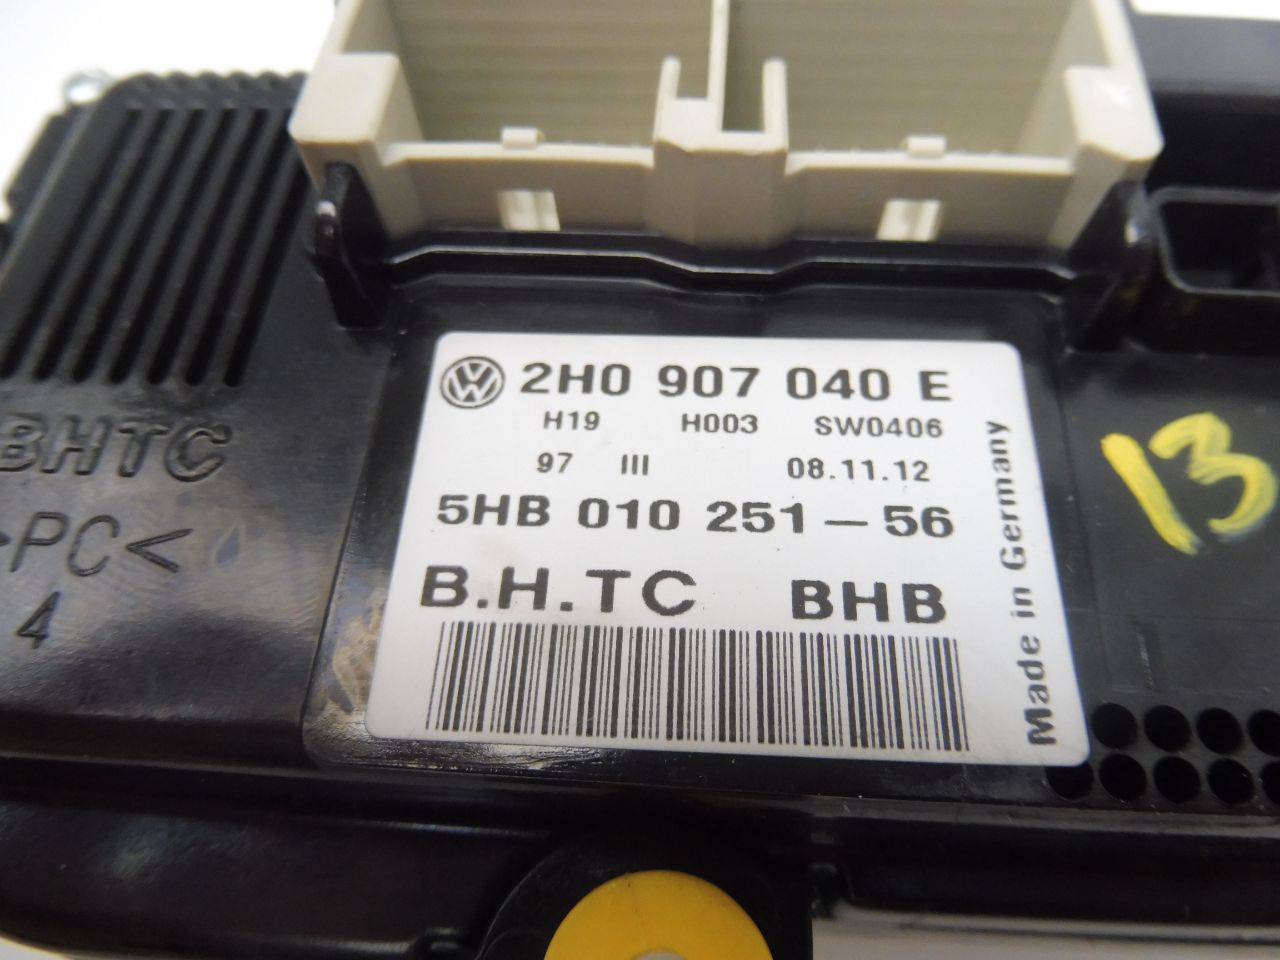 2H0 907 040 E
H19 H003 SW0406
97 III 08.11.12
5HB 010 251-56
B.H.TC BHB
Made in Germany
BHTC
>PC<
4
13